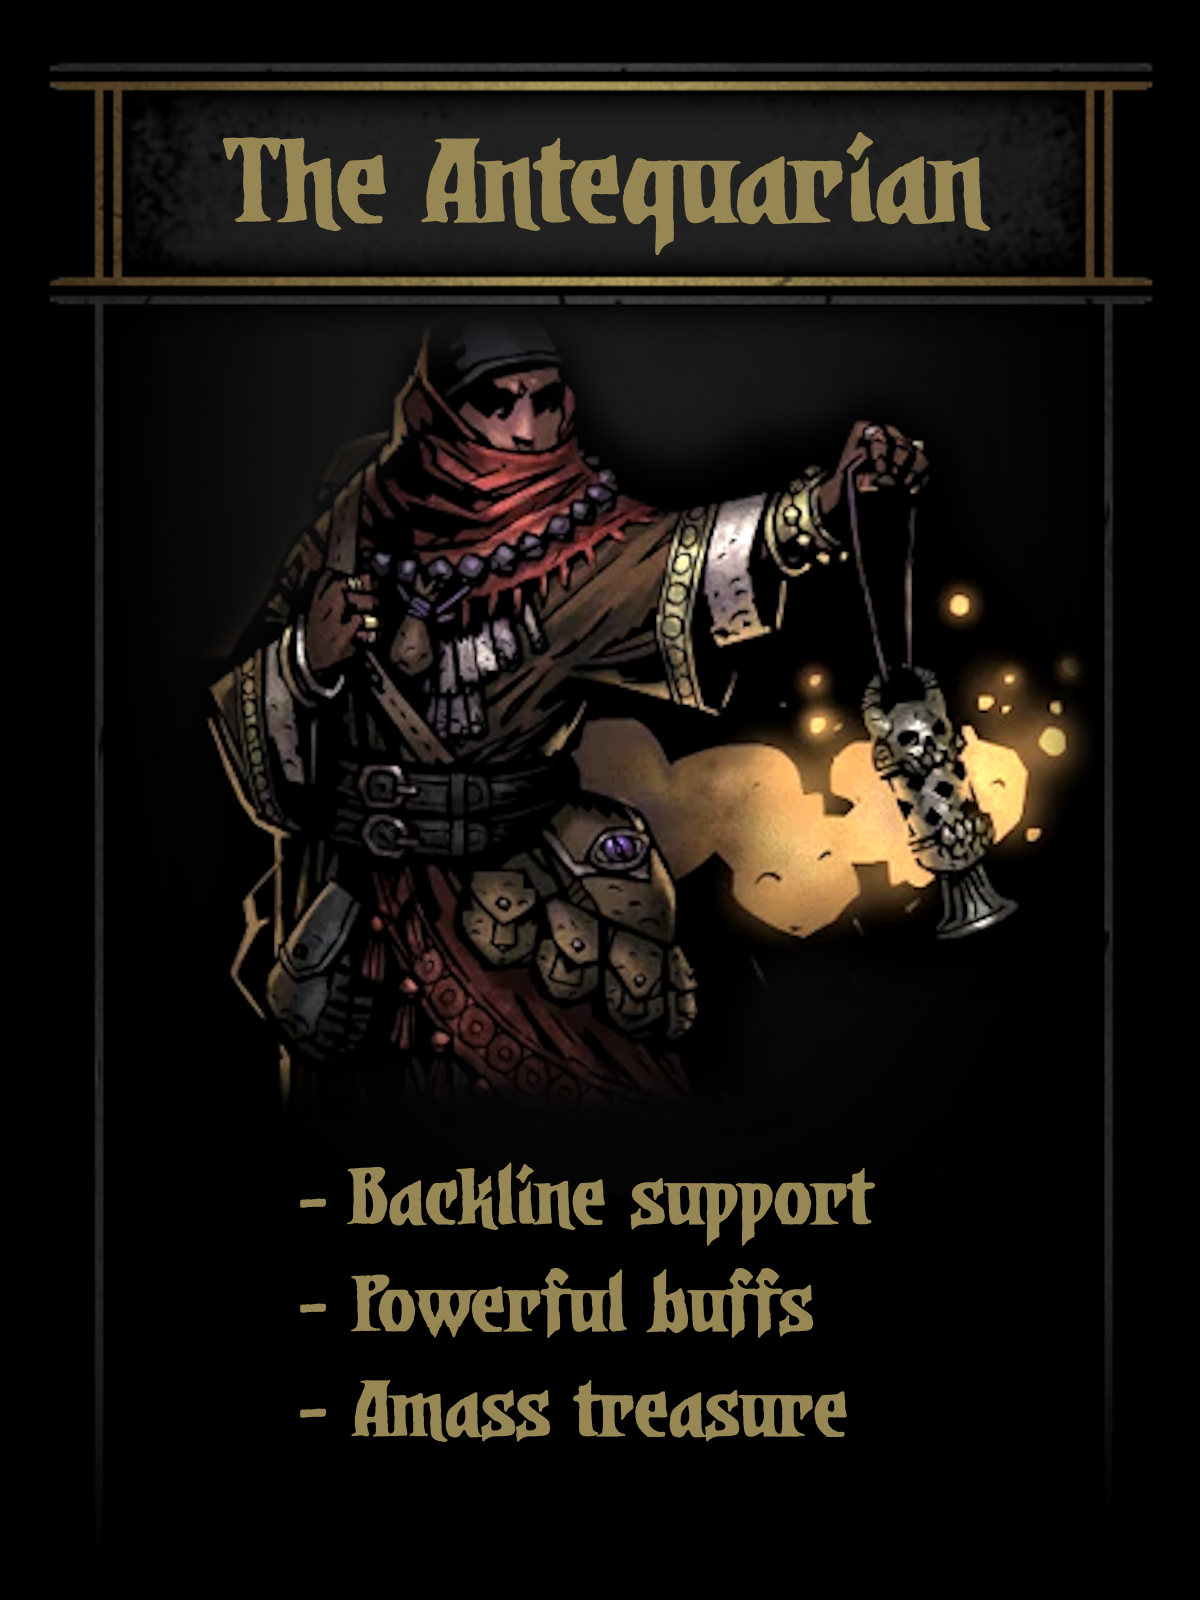 The Antequarian
- Backline support
- Powerful buffs
- Amass treasure